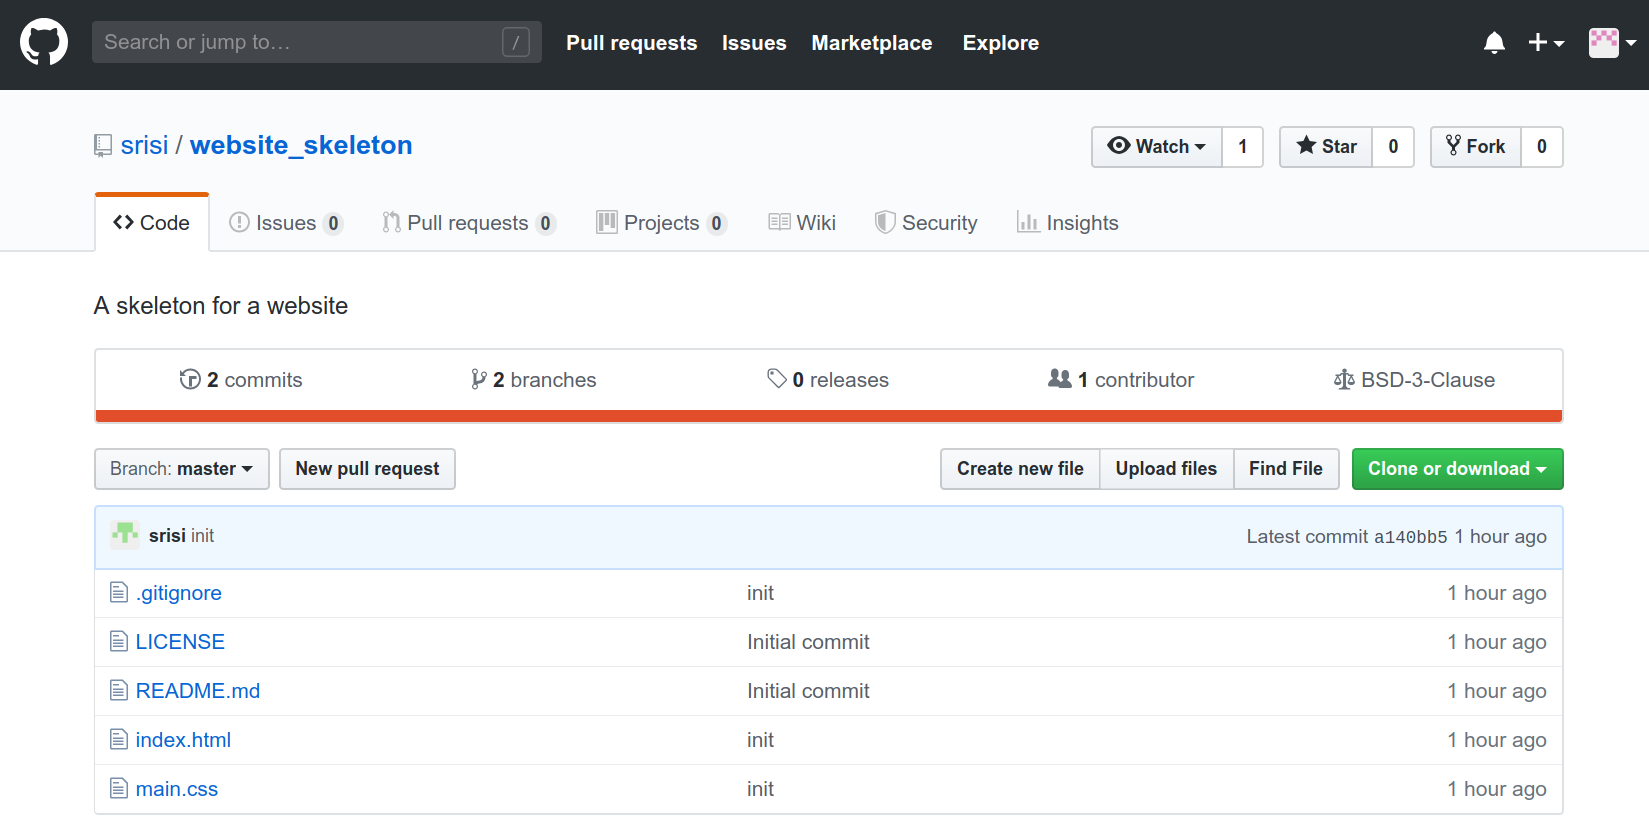 Search or jump to… / Pull requests Issues Marketplace Explore
srisi / website_skeleton Watch 1 Star 0 Fork 0
Code Issues 0 Pull requests 0 Projects 0 Wiki Security Insights
A skeleton for a website
2 commits 2 branches 0 releases 1 contributor BSD-3-Clause
Branch: master New pull request Create new file Upload files Find File Clone or download
srisi init Latest commit a140bb5 1 hour ago
.gitignore init 1 hour ago
LICENSE Initial commit 1 hour ago
README.md Initial commit 1 hour ago
index.html init 1 hour ago
main.css init 1 hour ago